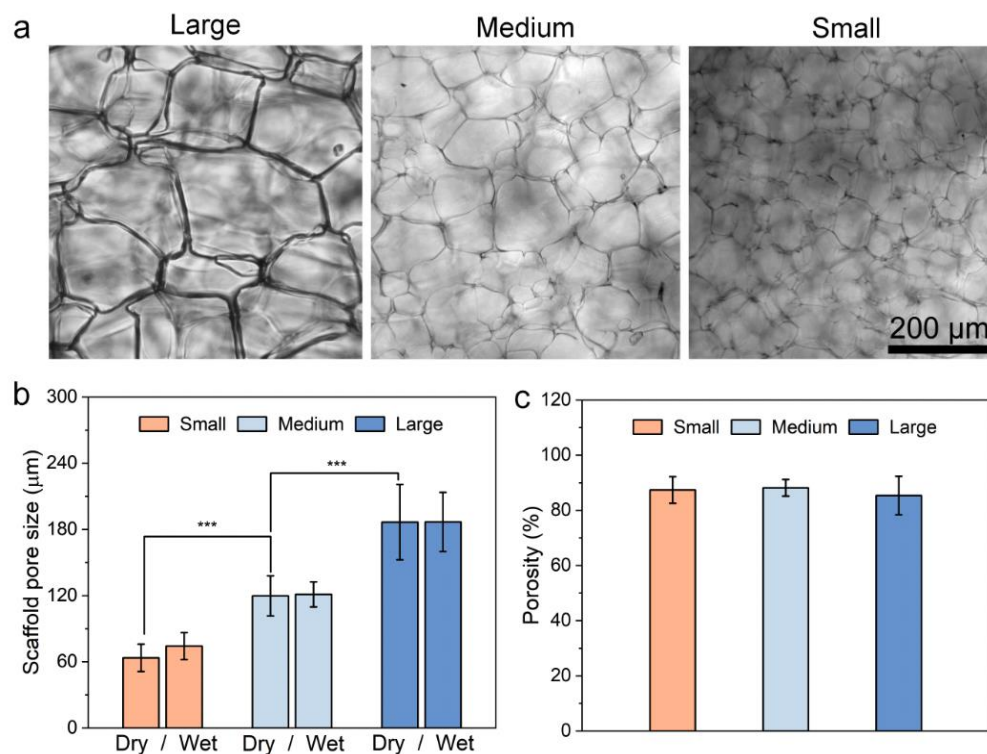 a
Large
Medium
Small
200 μm
b
Scaffold pore size (μm)
300
240
180
120
60
0
Small
Medium
Large
***
***
Dry / Wet
Dry / Wet
Dry / Wet
c
Porosity (%)
120
100
80
60
40
20
0
Small
Medium
Large